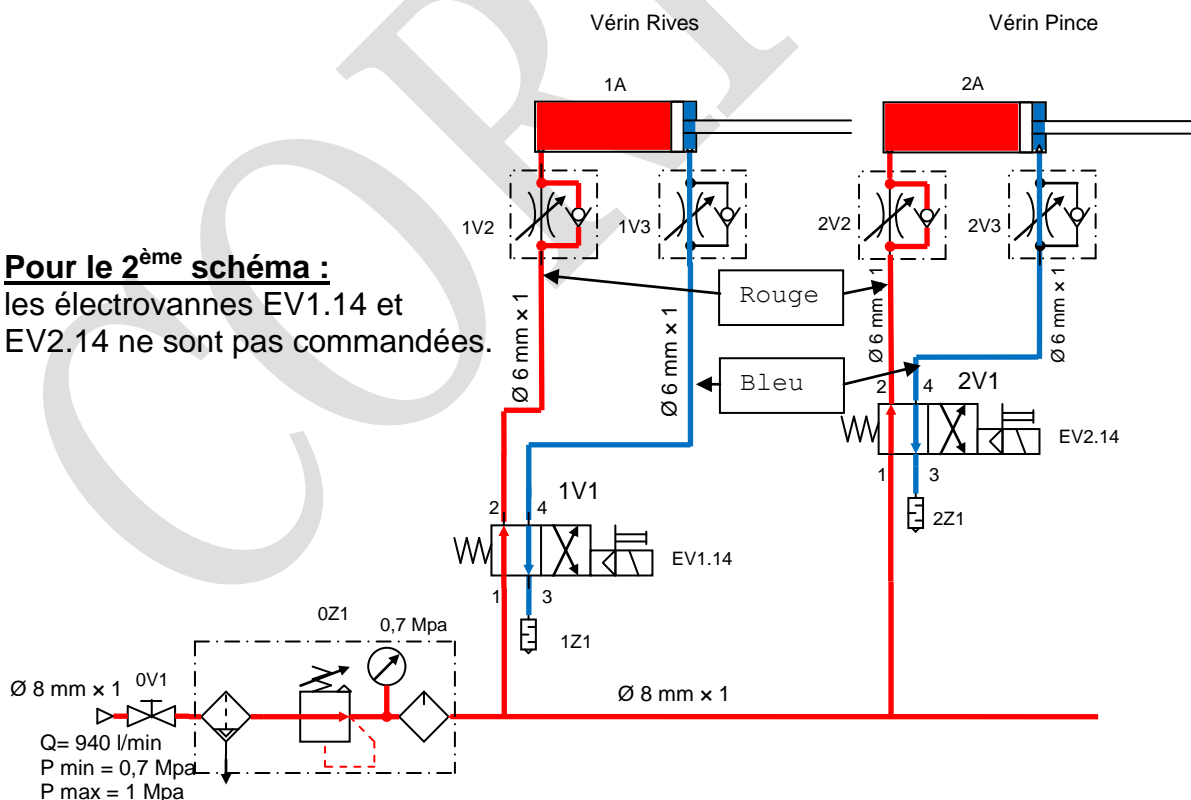 Vérin Rives
Vérin Pince
1A
2A
1V2
1V3
2V2
2V3
Pour le 2ème schéma :
les électrovannes EV1.14 et
EV2.14 ne sont pas commandées.
Rouge
Bleu
Ø 6 mm × 1
Ø 6 mm × 1
Ø 6 mm × 1
Ø 6 mm × 1
2
4
2V1
EV2.14
1
3
2Z1
1V1
2
4
EV1.14
1
3
1Z1
0Z1
0,7 Mpa
Ø 8 mm × 1
0V1
Ø 8 mm × 1
Q= 940 l/min
P min = 0,7 Mpa
P max = 1 Mpa